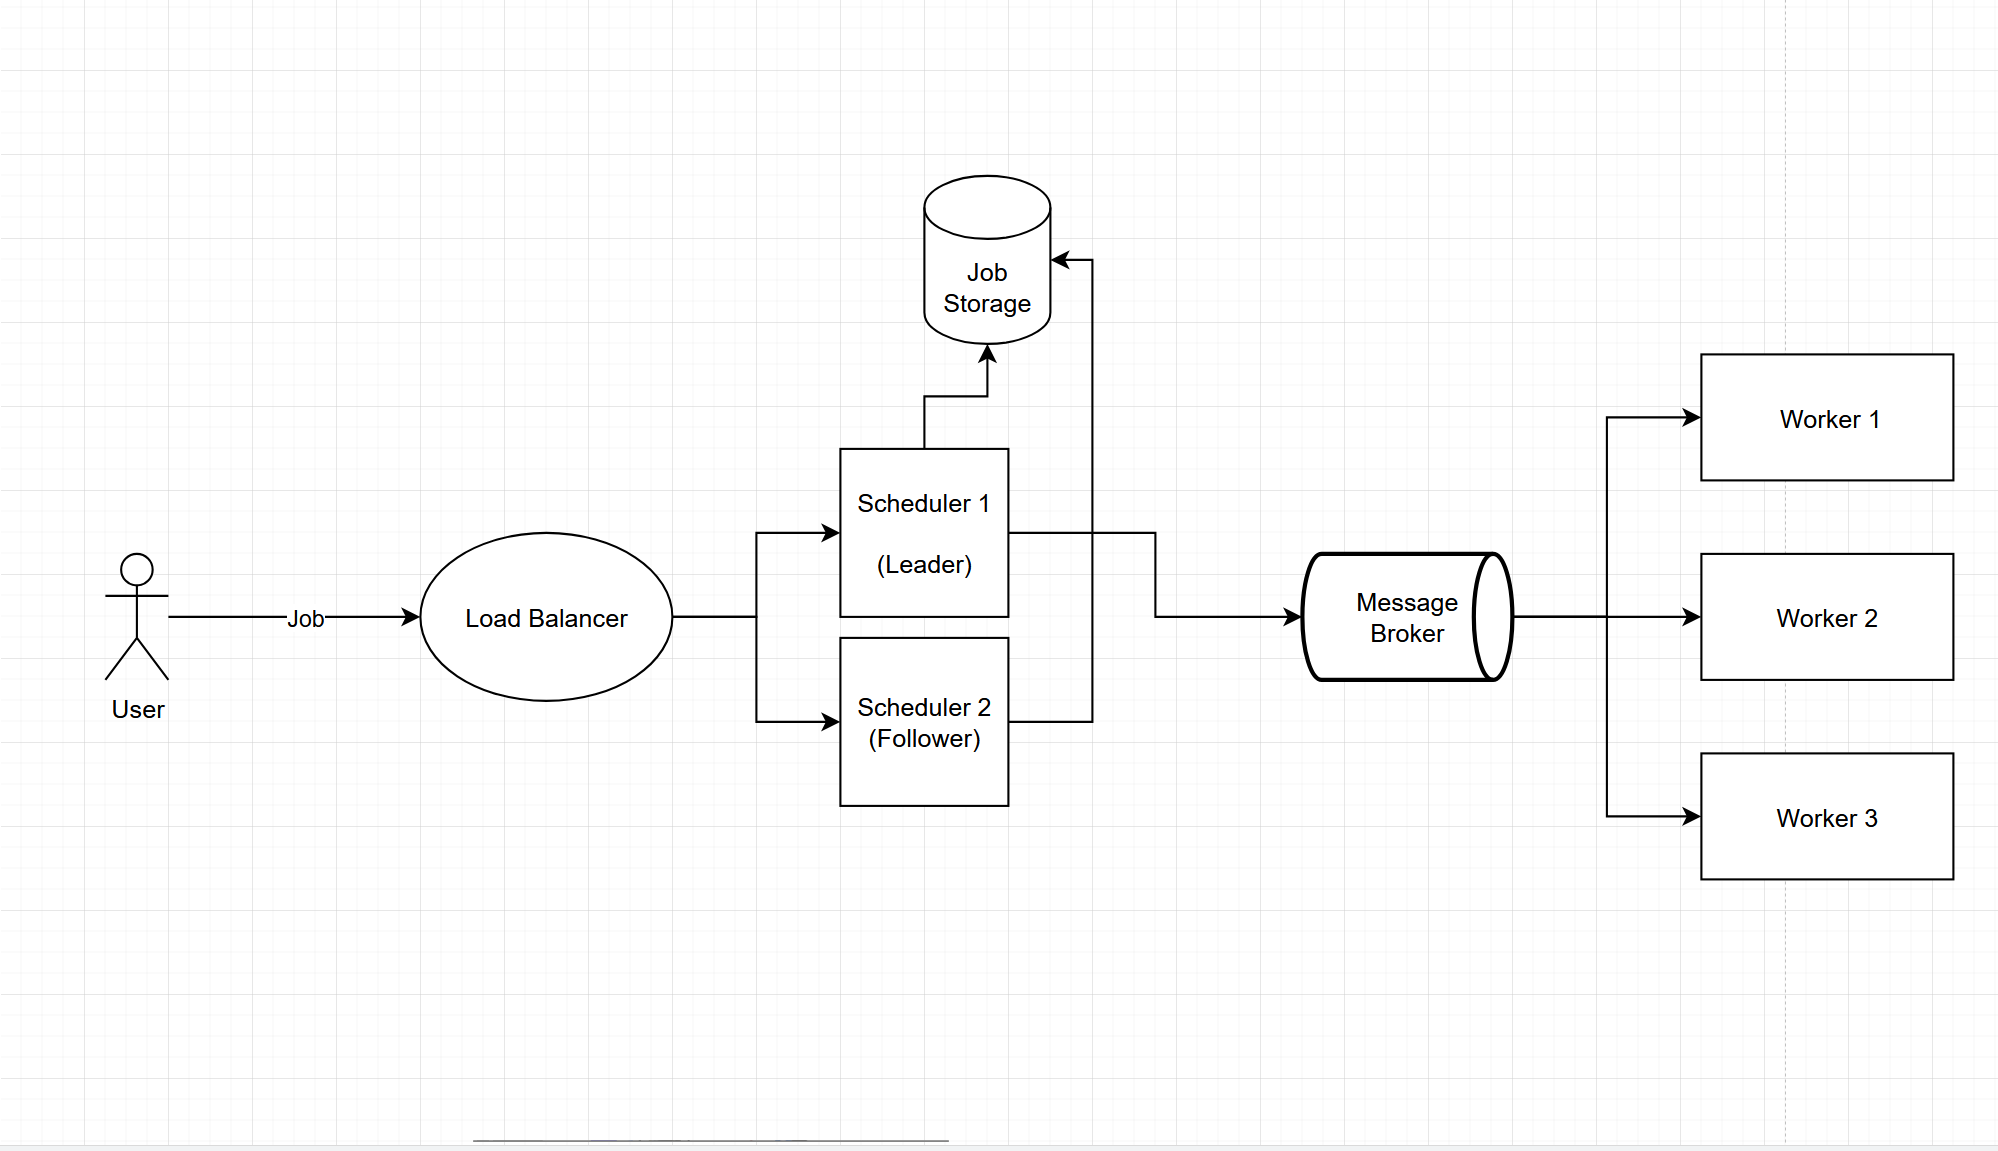 Job
Storage
Worker 1
Scheduler 1
(Leader)
Job
Load Balancer
Message
Broker
Worker 2
User
Scheduler 2
(Follower)
Worker 3